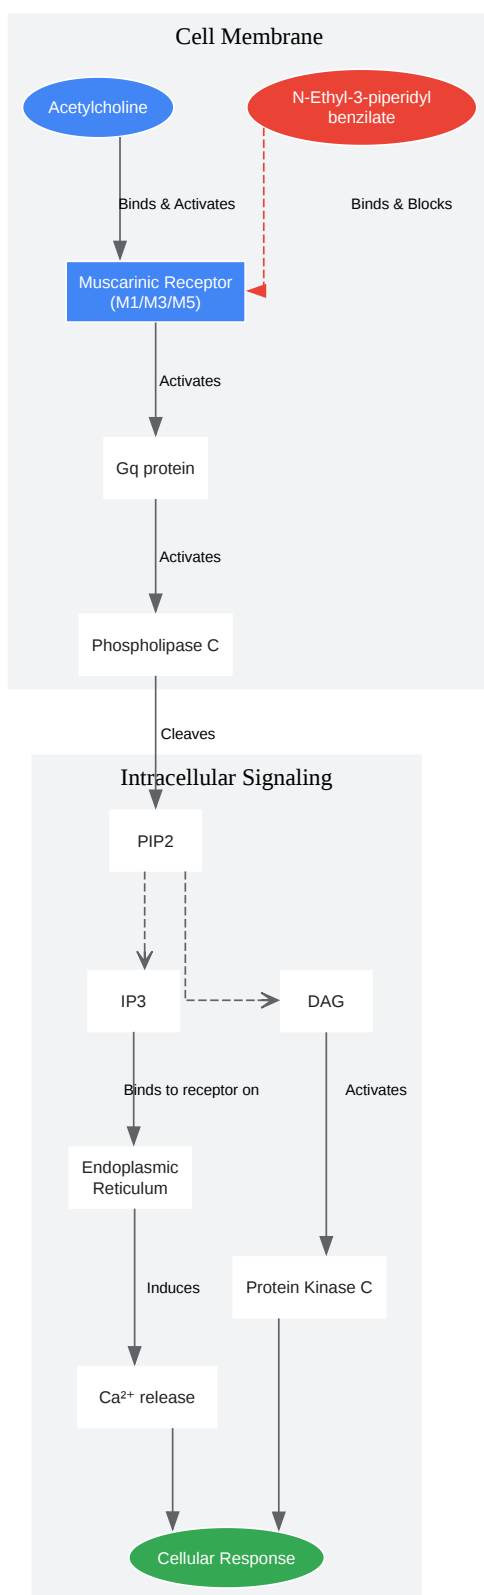 Cell Membrane
Acetylcholine
N-Ethyl-3-piperidyl
benzilate
Binds & Activates
Binds & Blocks
Muscarinic Receptor
(M1/M3/M5)
Activates
Gq protein
Activates
Phospholipase C
Cleaves
Intracellular Signaling
PIP2
IP3
DAG
Binds to receptor on
Activates
Endoplasmic
Reticulum
Induces
Protein Kinase C
Ca²⁺ release
Cellular Response